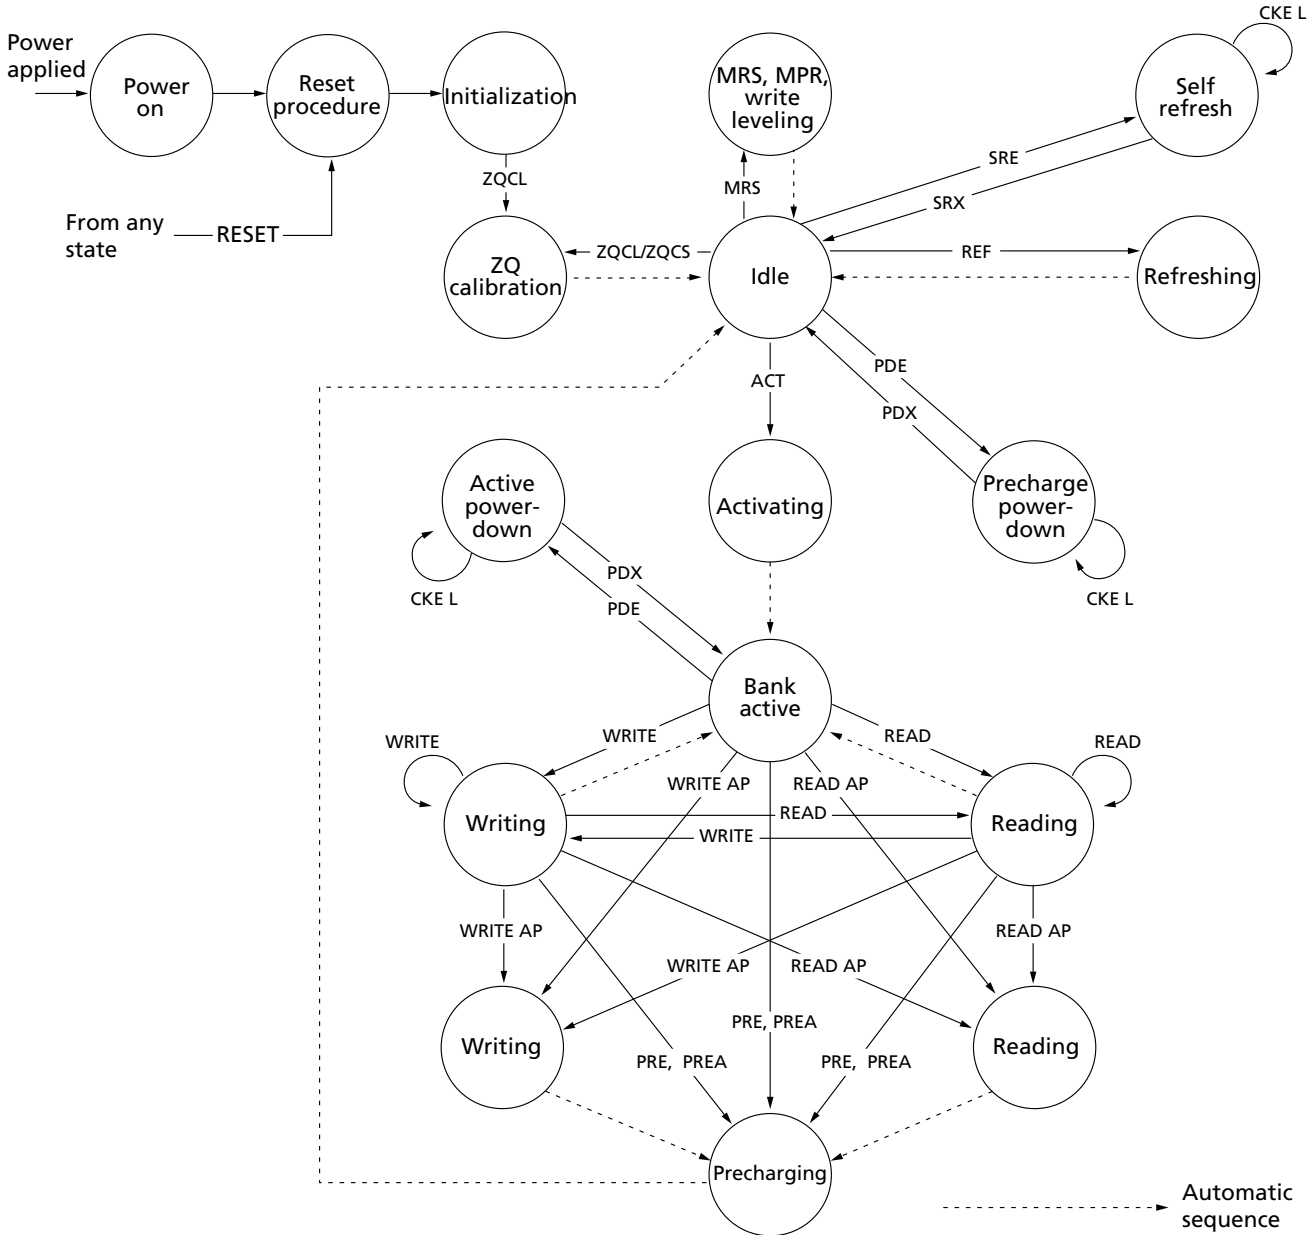 CKE L
Power
applied
Power
on
Reset
procedure
Initialization
MRS, MPR,
write
leveling
Self
refresh
ZQCL
MRS
SRE
SRX
From any
state
RESET
ZQ
calibration
ZQCL/ZQCS
Idle
REF
Refreshing
ACT
PDE
PDX
Active
power-
down
Activating
Precharge
power-
down
CKE L
PDX
PDE
CKE L
Bank
active
WRITE
WRITE
READ
READ
WRITE AP
READ AP
Writing
READ
WRITE
Reading
WRITE AP
READ AP
WRITE AP
READ AP
Writing
PRE, PREA
Reading
PRE, PREA
PRE, PREA
Precharging
Automatic
sequence